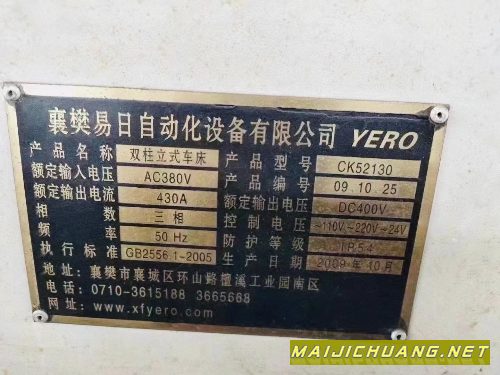 襄樊易日自动化设备有限公司 YERO
产品名称 双柱立式车床 产品型号 CK52130
额定输入电压 AC380V 产品编号 09.10.25
额定输出电流 430A 额定输出电压 DC400V
相数 三相 控制电压 ~110V~220V~24V
频率 50Hz 防护等级 IP54
执行标准 GB2556.1-2005 生产日期 2009年10月
地址: 襄樊市襄城区环山路檀溪工业园南区
电话: 0710-3615188 3665668
网址: www.xfyero.com
MAIJICHUANG.NET